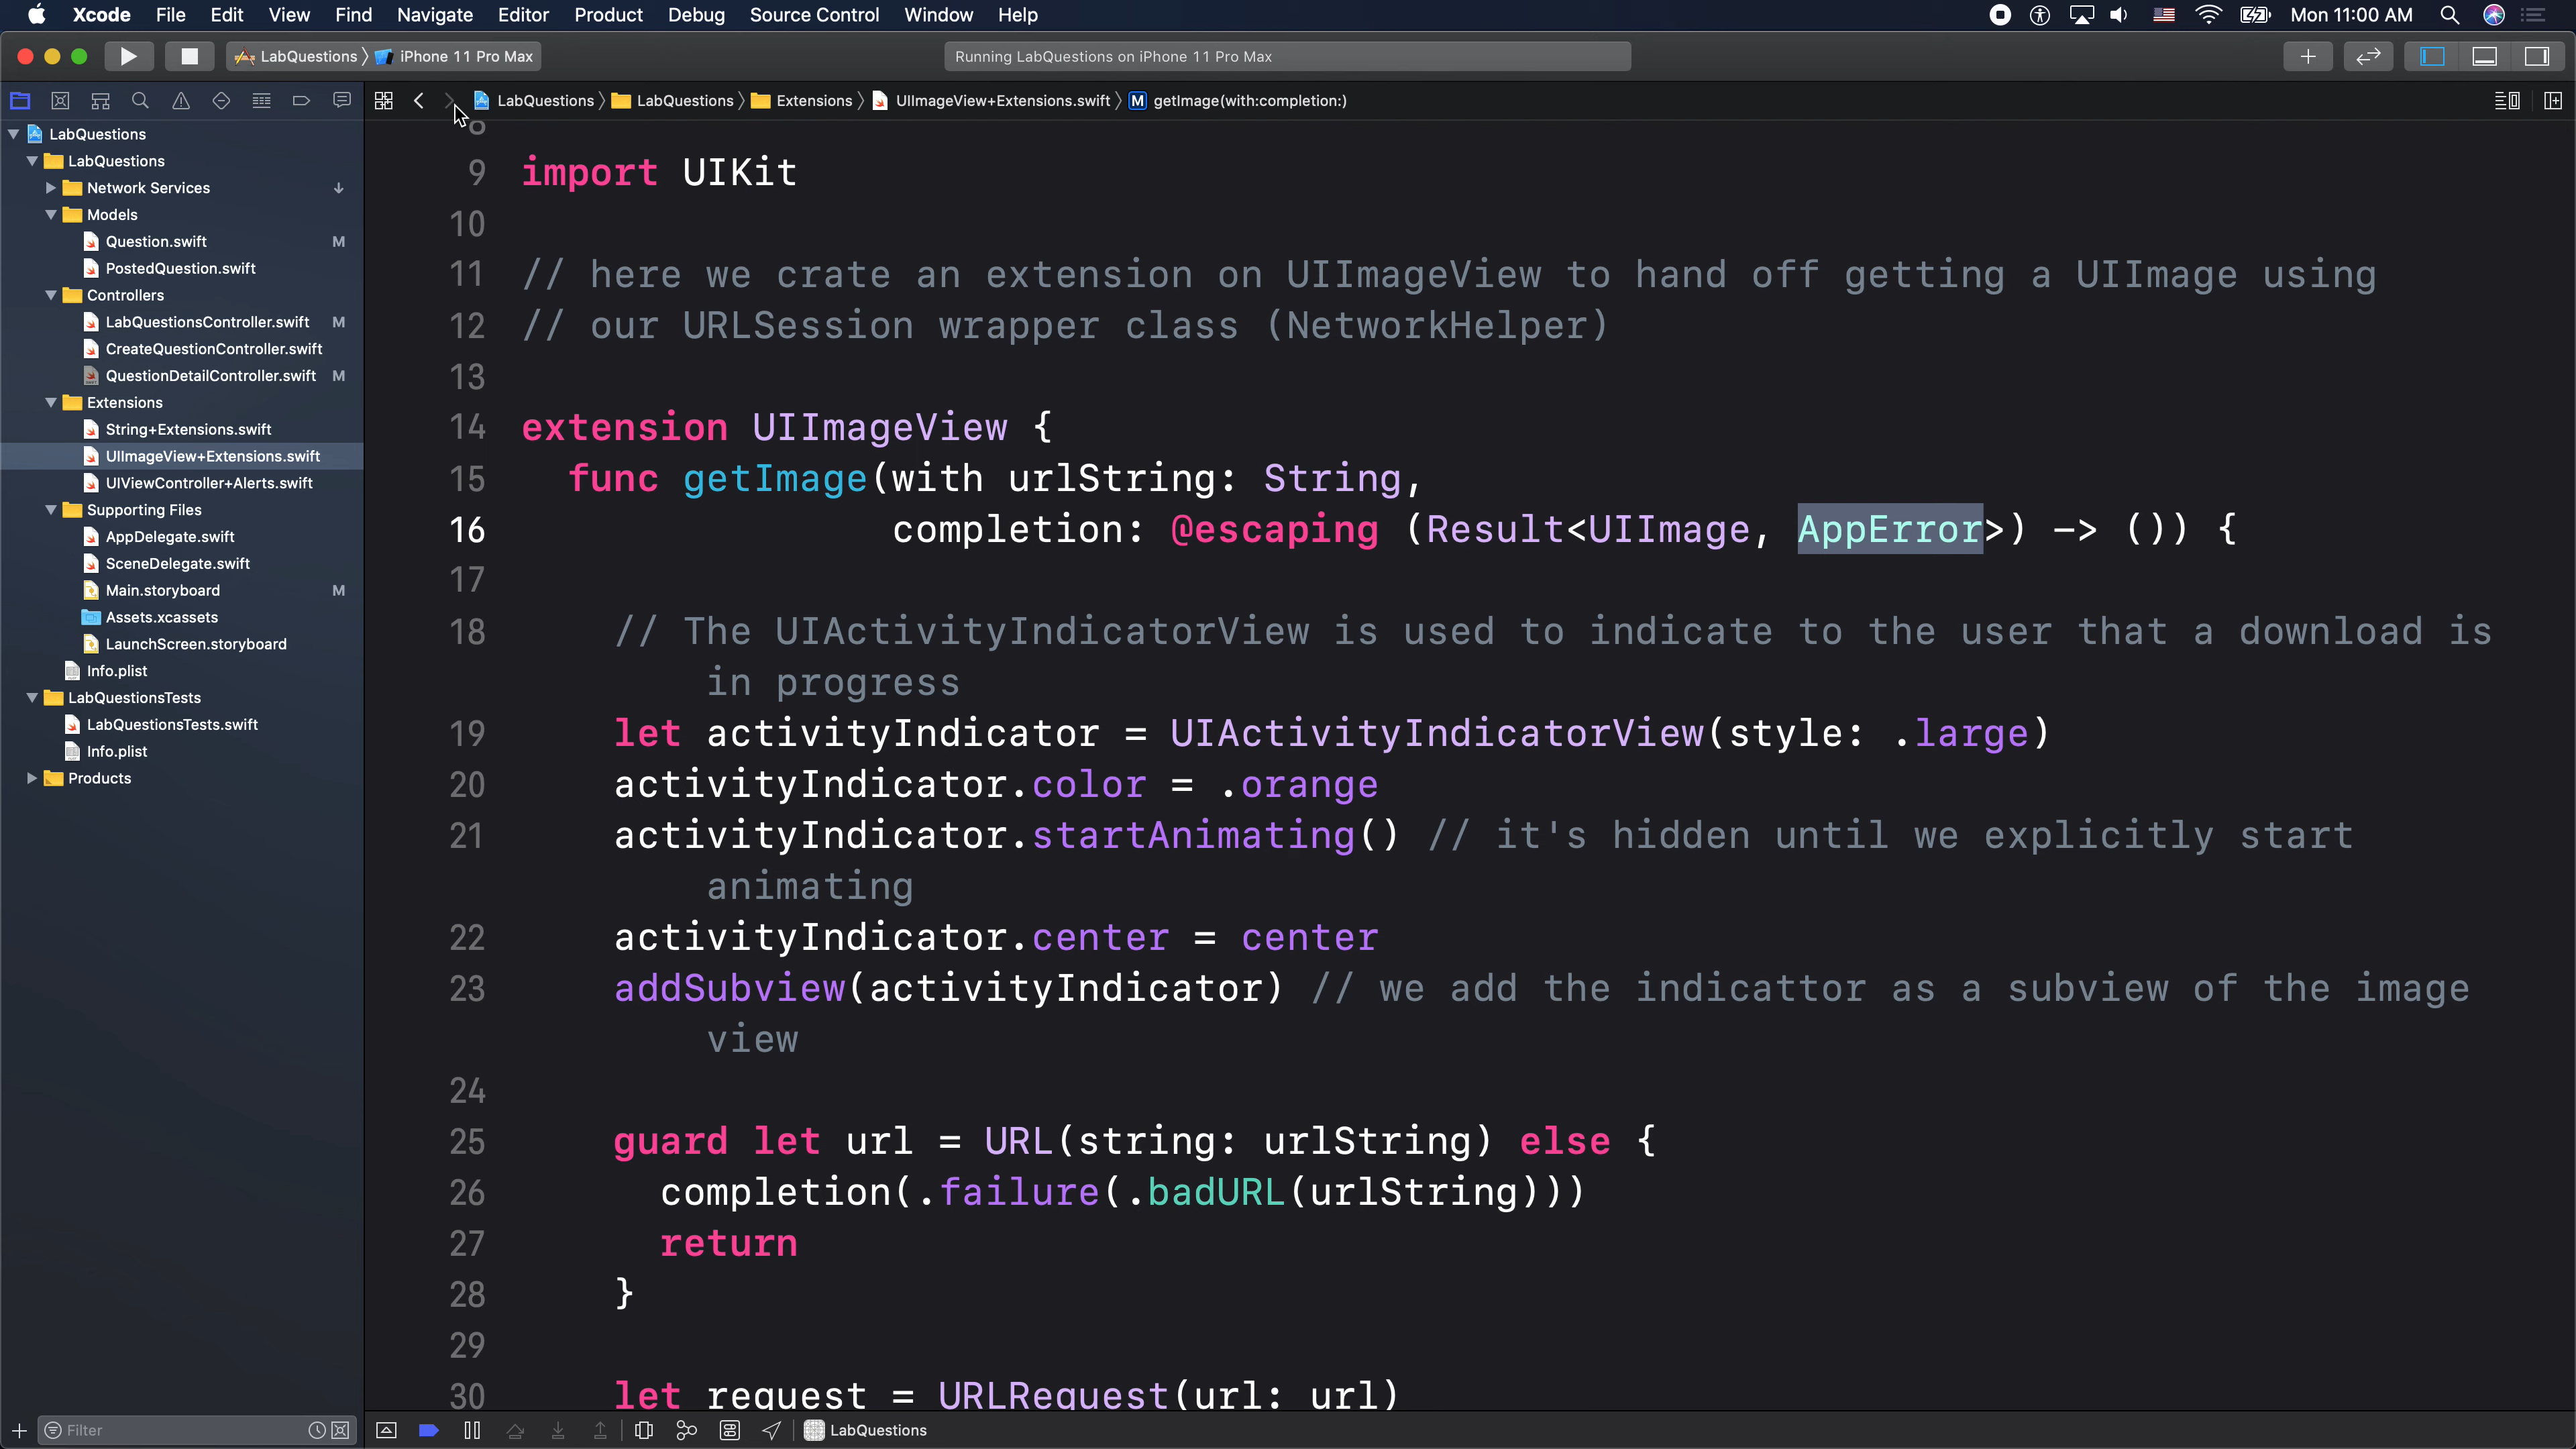 Xcode File Edit View Find Navigate Editor Product Debug Source Control Window Help Mon 11:00 AM
LabQuestions iPhone 11 Pro Max Running LabQuestions on iPhone 11 Pro Max
LabQuestions LabQuestions Extensions UIImageView+Extensions.swift M getImage(with:completion:)
LabQuestions
LabQuestions
Network Services
Models
Question.swift M
PostedQuestion.swift
Controllers
LabQuestionsController.swift M
CreateQuestionController.swift
QuestionDetailController.swift M
Extensions
String+Extensions.swift
UIImageView+Extensions.swift
UIViewController+Alerts.swift
Supporting Files
AppDelegate.swift
SceneDelegate.swift
Main.storyboard M
Assets.xcassets
LaunchScreen.storyboard
Info.plist
LabQuestionsTests
LabQuestionsTests.swift
Info.plist
Products
Filter
8
9 import UIKit
10
11 // here we crate an extension on UIImageView to hand off getting a UIImage using
12 // our URLSession wrapper class (NetworkHelper)
13
14 extension UIImageView {
15 func getImage(with urlString: String,
16 completion: @escaping (Result<UIImage, AppError>) -> ()) {
17
18 // The UIActivityIndicatorView is used to indicate to the user that a download is
in progress
19 let activityIndicator = UIActivityIndicatorView(style: .large)
20 activityIndicator.color = .orange
21 activityIndicator.startAnimating() // it's hidden until we explicitly start
animating
22 activityIndicator.center = center
23 addSubview(activityIndicator) // we add the indicattor as a subview of the image
view
24
25 guard let url = URL(string: urlString) else {
26 completion(.failure(.badURL(urlString)))
27 return
28 }
29
30 let request = URLRequest(url: url)
LabQuestions